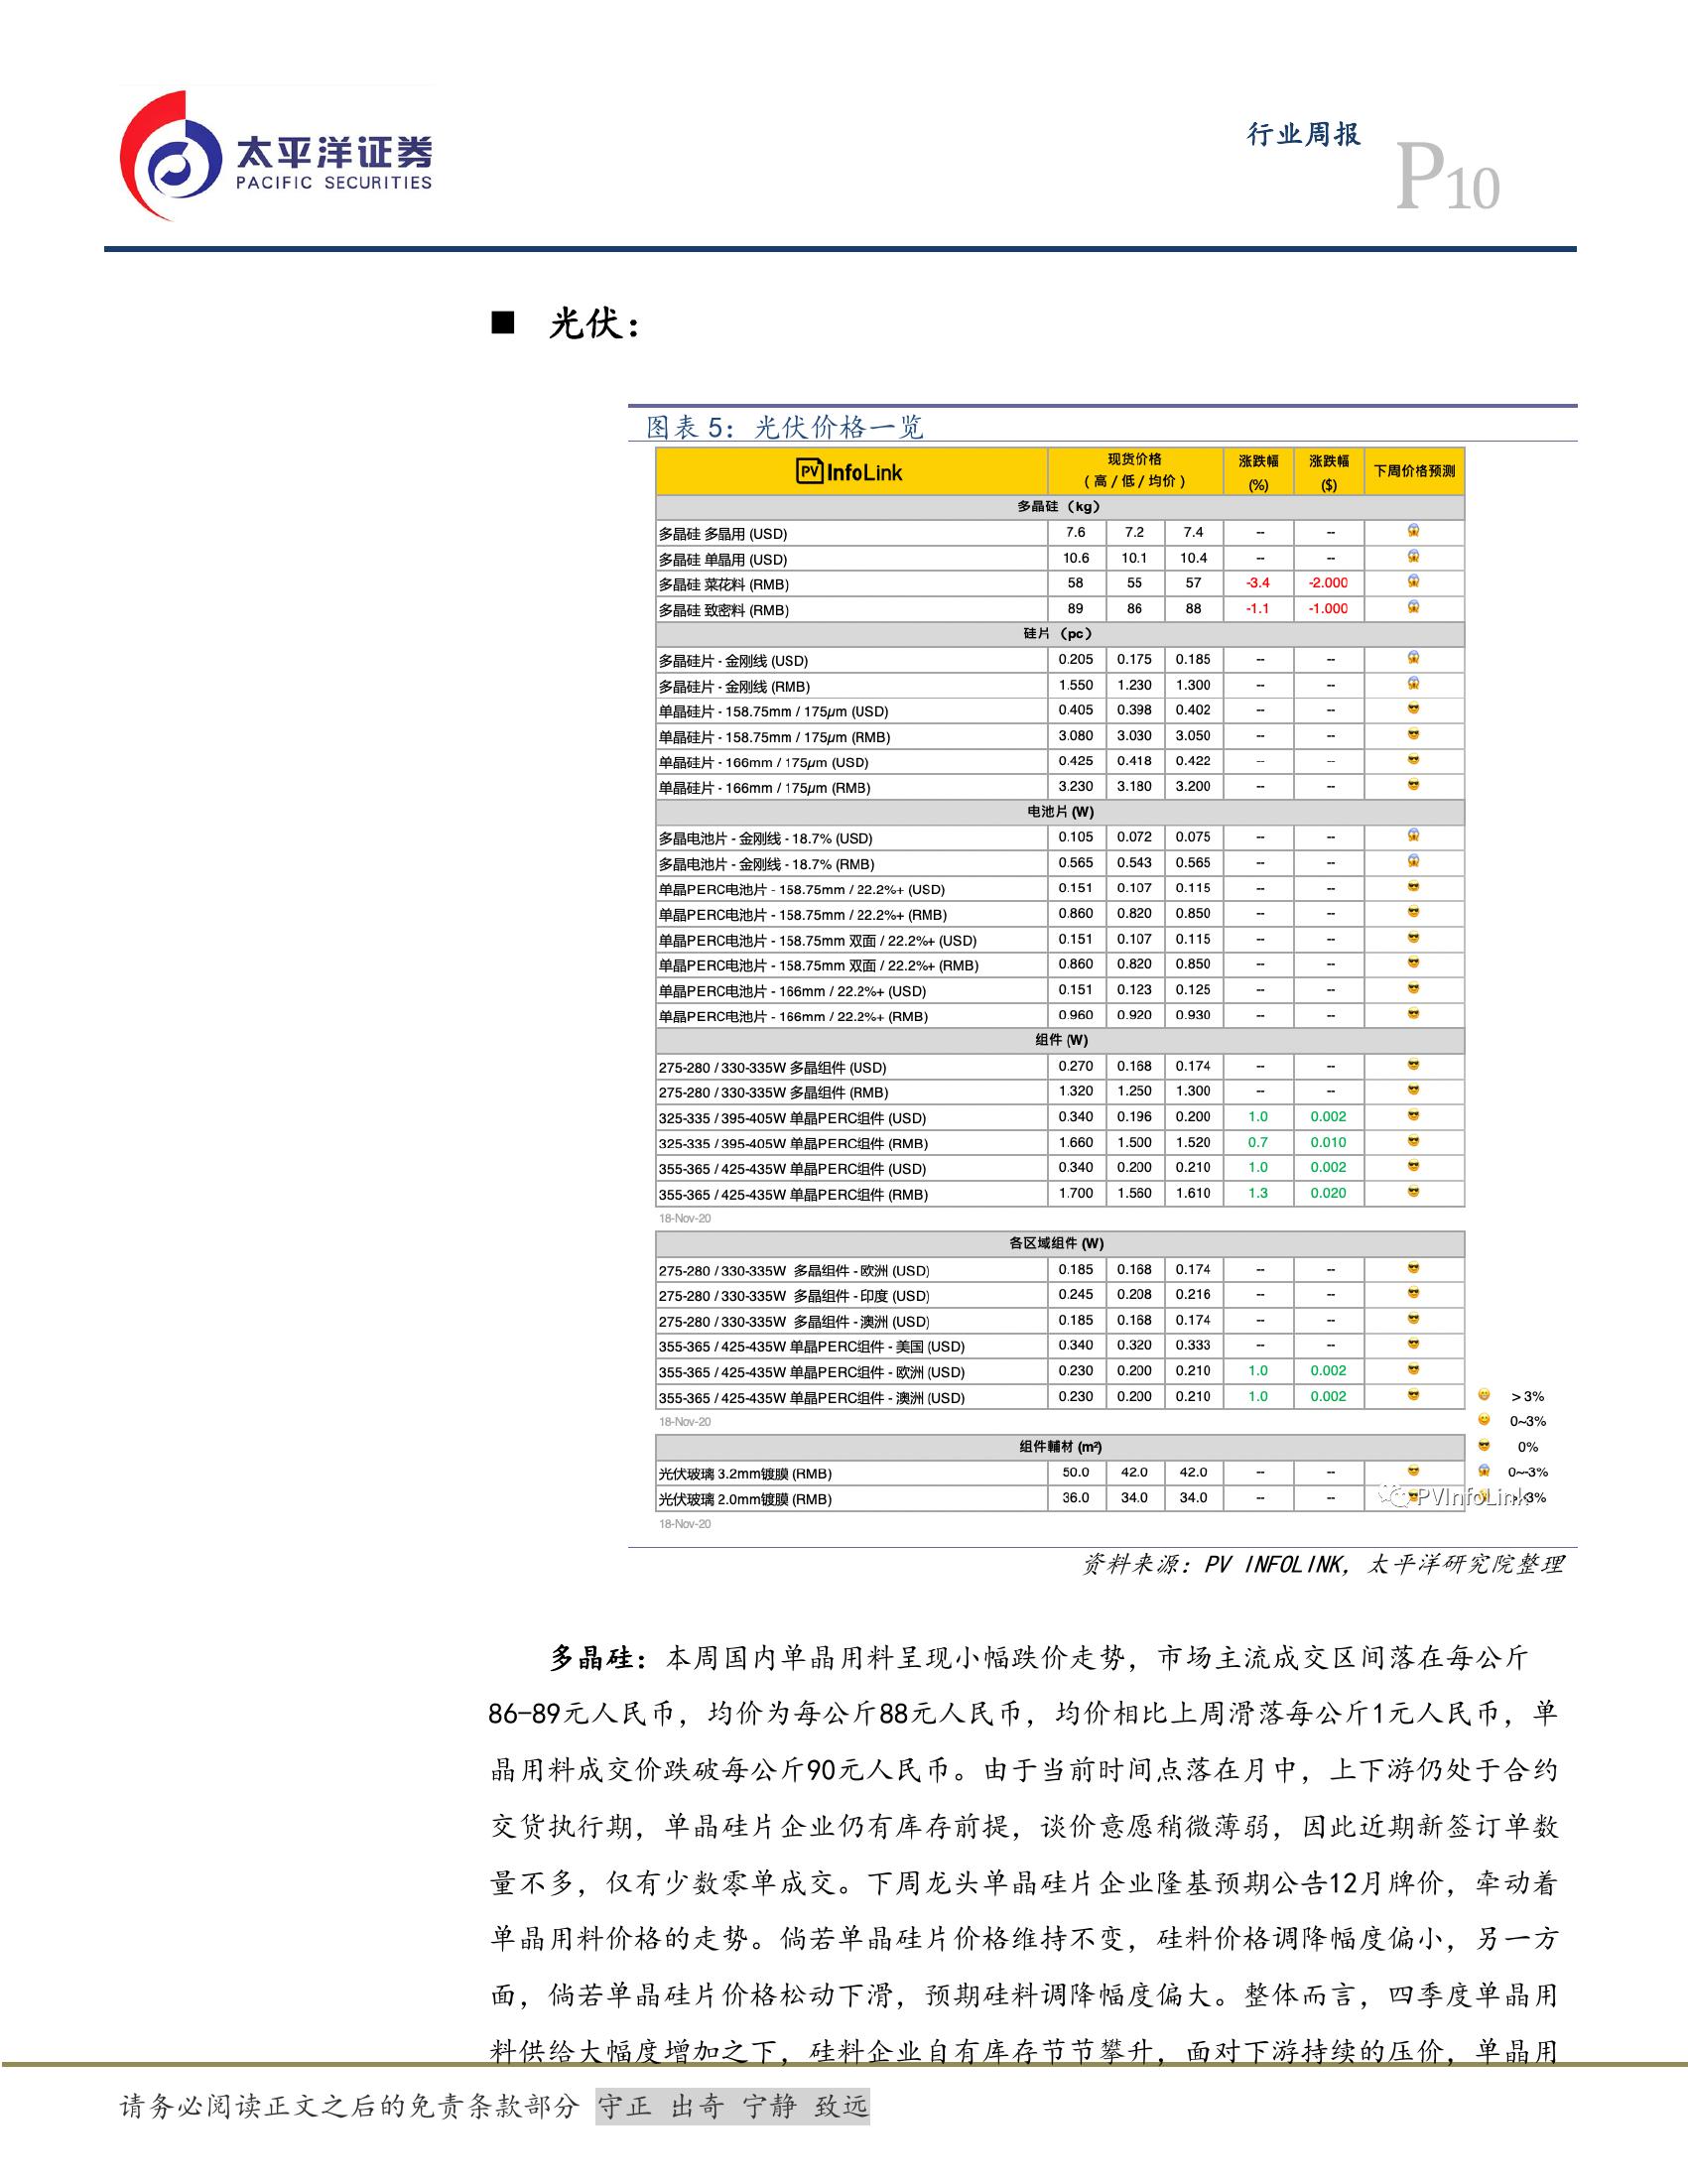 太平洋证券
PACIFIC SECURITIES
行业周报
P10
■ 光伏：
图表 5：光伏价格一览
PV InfoLink 现货价格 （高 / 低 / 均价） 涨跌幅 (%) 涨跌幅 ($) 下周价格预测
多晶硅（kg）
多晶硅 多晶用 (USD) 7.6 7.2 7.4 -- --
多晶硅 单晶用 (USD) 10.6 10.1 10.4 -- --
多晶硅 菜花料 (RMB) 58 55 57 -3.4 -2.000
多晶硅 致密料 (RMB) 89 86 88 -1.1 -1.000
硅片（pc）
多晶硅片 - 金刚线 (USD) 0.205 0.175 0.185 -- --
多晶硅片 - 金刚线 (RMB) 1.550 1.230 1.300 -- --
单晶硅片 - 158.75mm / 175μm (USD) 0.405 0.398 0.402 -- --
单晶硅片 - 158.75mm / 175μm (RMB) 3.080 3.030 3.050 -- --
单晶硅片 - 166mm / 175μm (USD) 0.425 0.418 0.422 -- --
单晶硅片 - 166mm / 175μm (RMB) 3.230 3.180 3.200 -- --
电池片 (W)
多晶电池片 - 金刚线 - 18.7% (USD) 0.105 0.072 0.075 -- --
多晶电池片 - 金刚线 - 18.7% (RMB) 0.565 0.543 0.565 -- --
单晶PERC电池片 - 158.75mm / 22.2%+ (USD) 0.151 0.107 0.115 -- --
单晶PERC电池片 - 158.75mm / 22.2%+ (RMB) 0.860 0.820 0.850 -- --
单晶PERC电池片 - 158.75mm 双面 / 22.2%+ (USD) 0.151 0.107 0.115 -- --
单晶PERC电池片 - 158.75mm 双面 / 22.2%+ (RMB) 0.860 0.820 0.850 -- --
单晶PERC电池片 - 166mm / 22.2%+ (USD) 0.151 0.123 0.125 -- --
单晶PERC电池片 - 166mm / 22.2%+ (RMB) 0.960 0.920 0.930 -- --
组件 (W)
275-280 / 330-335W 多晶组件 (USD) 0.270 0.168 0.174 -- --
275-280 / 330-335W 多晶组件 (RMB) 1.320 1.250 1.300 -- --
325-335 / 395-405W 单晶PERC组件 (USD) 0.340 0.196 0.200 1.0 0.002
325-335 / 395-405W 单晶PERC组件 (RMB) 1.660 1.500 1.520 0.7 0.010
355-365 / 425-435W 单晶PERC组件 (USD) 0.340 0.200 0.210 1.0 0.002
355-365 / 425-435W 单晶PERC组件 (RMB) 1.700 1.560 1.610 1.3 0.020
18-Nov-20
各区域组件 (W)
275-280 / 330-335W 多晶组件 - 欧洲 (USD) 0.185 0.168 0.174 -- --
275-280 / 330-335W 多晶组件 - 印度 (USD) 0.245 0.208 0.216 -- --
275-280 / 330-335W 多晶组件 - 澳洲 (USD) 0.185 0.168 0.174 -- --
355-365 / 425-435W 单晶PERC组件 - 美国 (USD) 0.340 0.320 0.333 -- --
355-365 / 425-435W 单晶PERC组件 - 欧洲 (USD) 0.230 0.200 0.210 1.0 0.002
355-365 / 425-435W 单晶PERC组件 - 澳洲 (USD) 0.230 0.200 0.210 1.0 0.002 > 3%
18-Nov-20 0~3%
组件輔材 (m²) 0%
光伏玻璃 3.2mm镀膜 (RMB) 50.0 42.0 42.0 -- -- 0~-3%
光伏玻璃 2.0mm镀膜 (RMB) 36.0 34.0 34.0 -- -- PVInfoLink
18-Nov-20
资料来源：PV INFOLINK，太平洋研究院整理
多晶硅：本周国内单晶用料呈现小幅跌价走势，市场主流成交区间落在每公斤
86-89元人民币，均价为每公斤88元人民币，均价相比上周滑落每公斤1元人民币，单
晶用料成交价跌破每公斤90元人民币。由于当前时间点落在月中，上下游仍处于合约
交货执行期，单晶硅片企业仍有库存前提，谈价意愿稍微薄弱，因此近期新签订单数
量不多，仅有少数零单成交。下周龙头单晶硅片企业隆基预期公告12月牌价，牵动着
单晶用料价格的走势。倘若单晶硅片价格维持不变，硅料价格调降幅度偏小，另一方
面，倘若单晶硅片价格松动下滑，预期硅料调降幅度偏大。整体而言，四季度单晶用
料供给大幅度增加之下，硅料企业自有库存节节攀升，面对下游持续的压价，单晶用
请务必阅读正文之后的免责条款部分 守正 出奇 宁静 致远